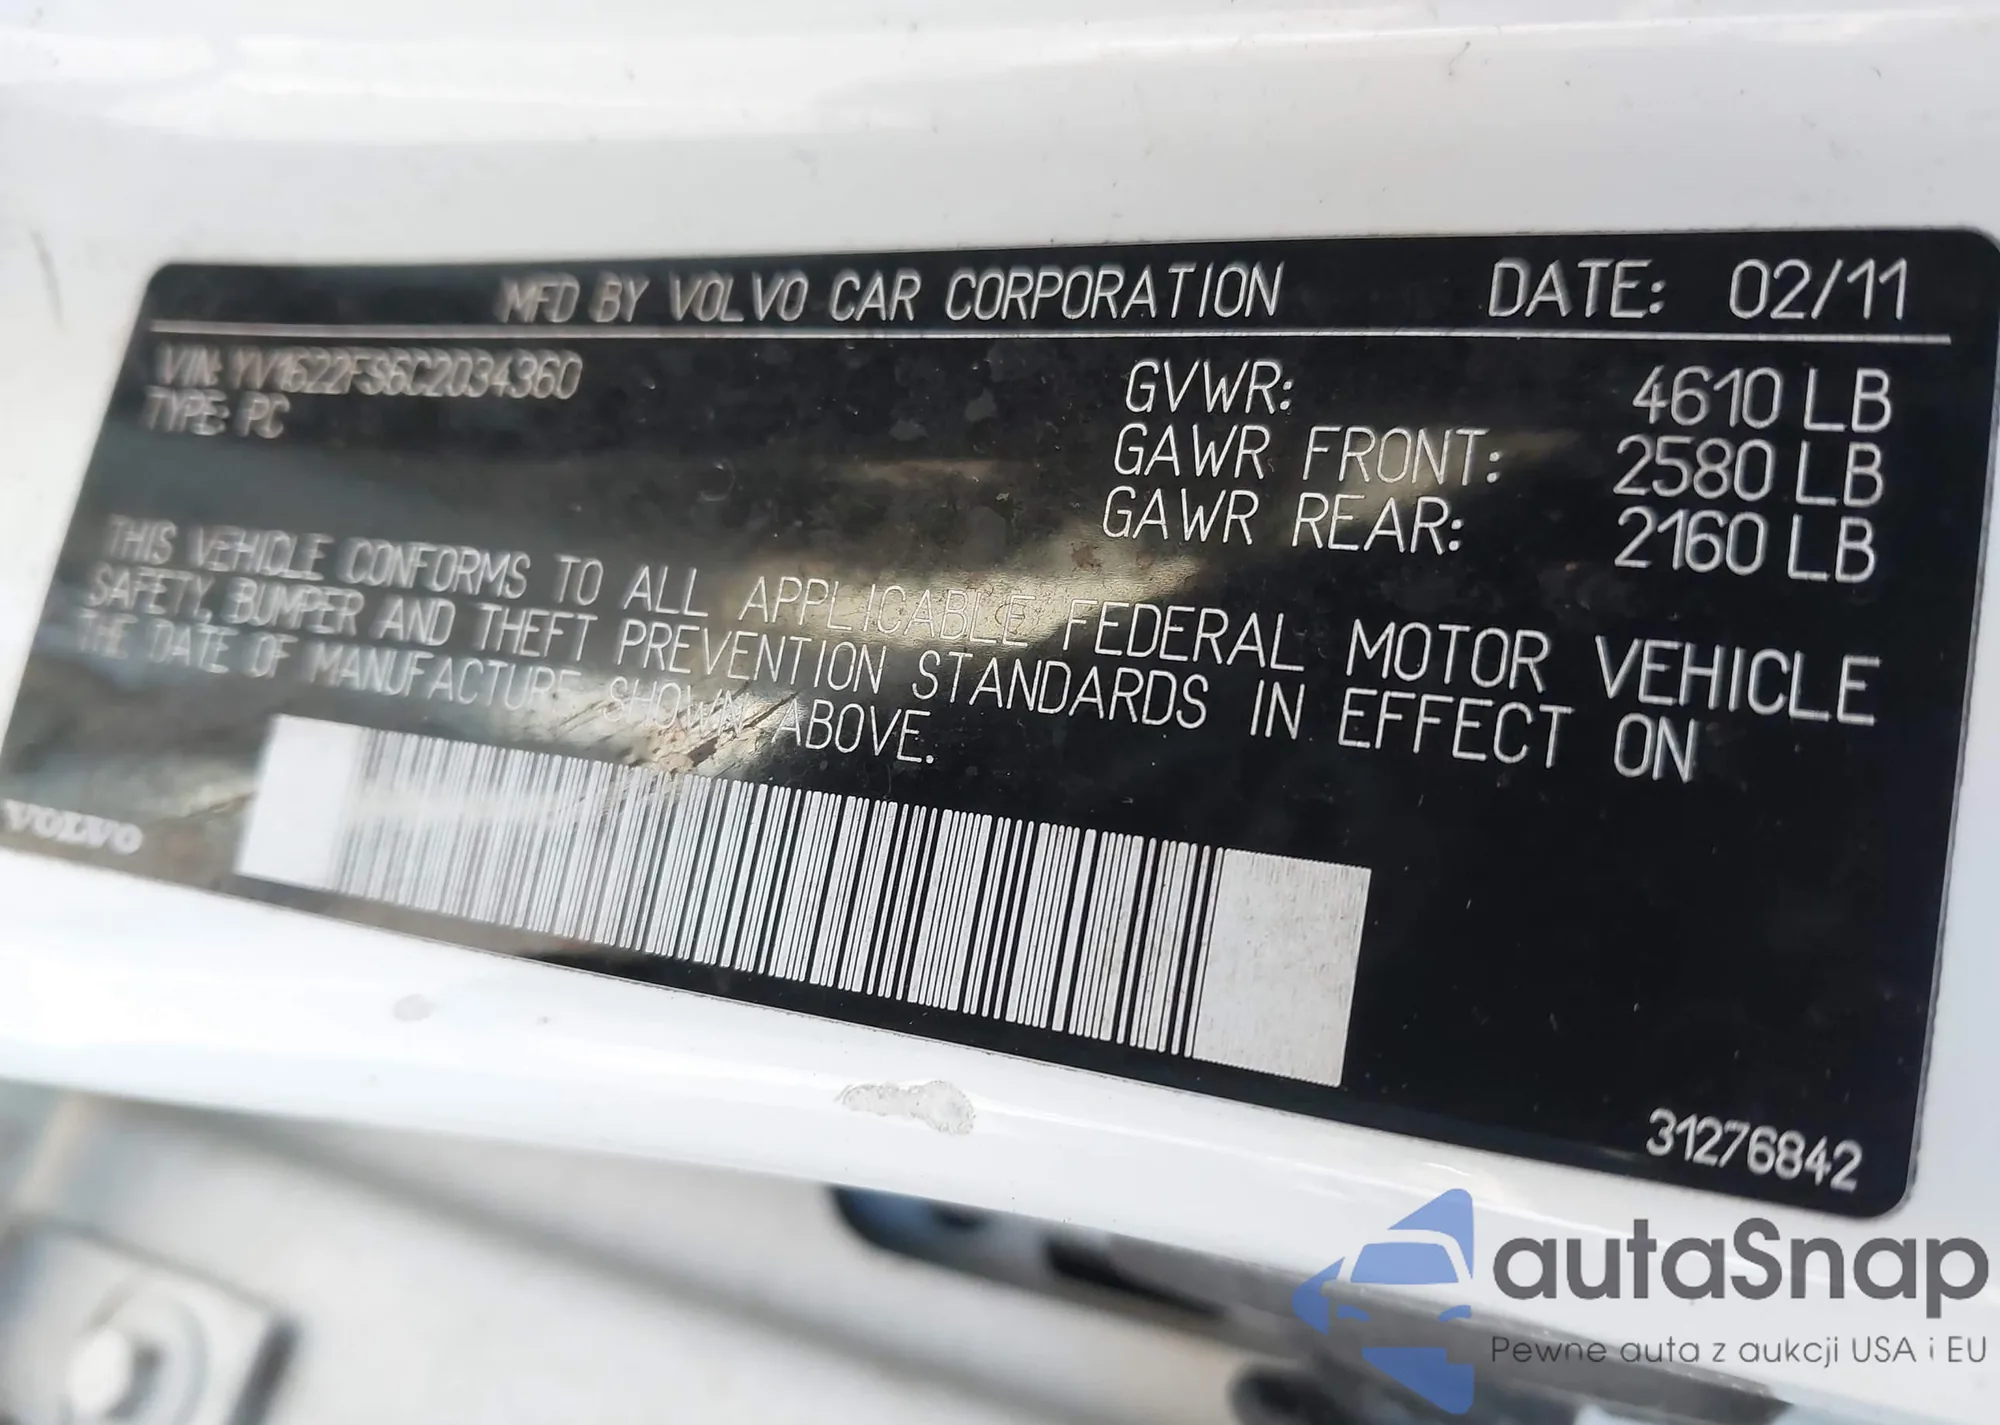 MFD BY VOLVO CAR CORPORATION DATE: 02/11
VIN: YV1622FS6C2034360
TYPE: PC
GVWR: 4610 LB
GAWR FRONT: 2580 LB
GAWR REAR: 2160 LB
THIS VEHICLE CONFORMS TO ALL APPLICABLE FEDERAL MOTOR VEHICLE
SAFETY, BUMPER AND THEFT PREVENTION STANDARDS IN EFFECT ON
THE DATE OF MANUFACTURE SHOWN ABOVE.
VOLVO
31276842
autaSnap
Pewne auta z aukcji USA i EU